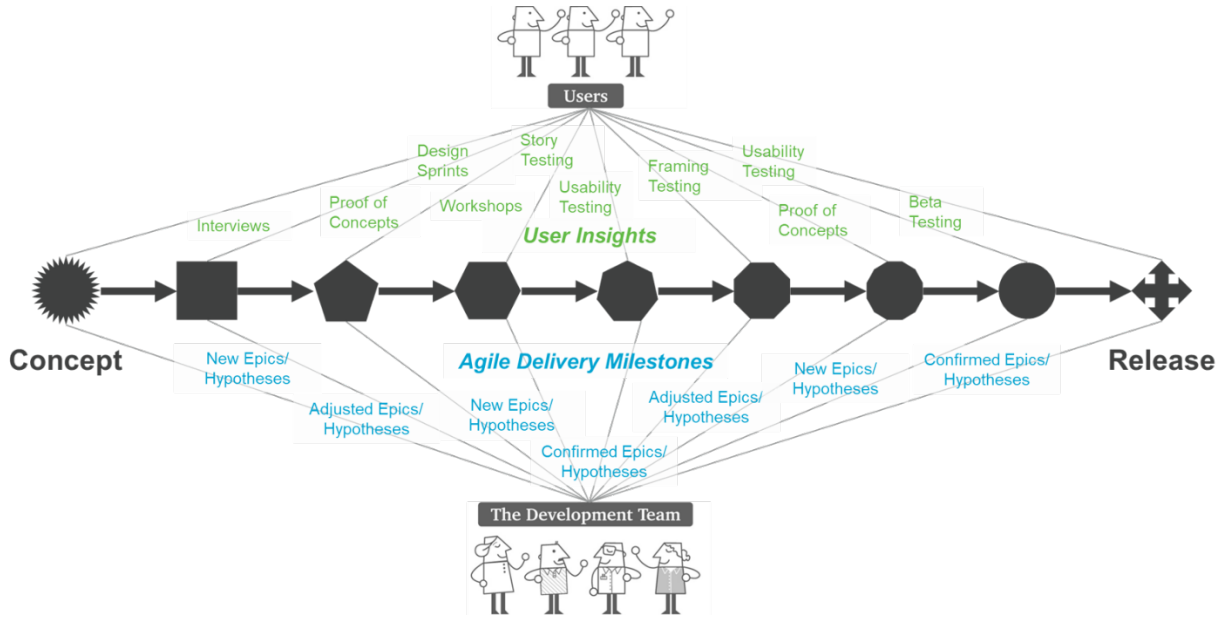 Users
Design
Sprints
Story
Testing
Framing
Testing
Usability
Testing
Interviews
Proof of
Concepts
Workshops
Usability
Testing
Proof of
Concepts
Beta
Testing
User Insights
Concept
Release
Agile Delivery Milestones
New Epics/
Hypotheses
Adjusted Epics/
Hypotheses
New Epics/
Hypotheses
Confirmed Epics/
Hypotheses
Adjusted Epics/
Hypotheses
New Epics/
Hypotheses
Confirmed Epics/
Hypotheses
The Development Team